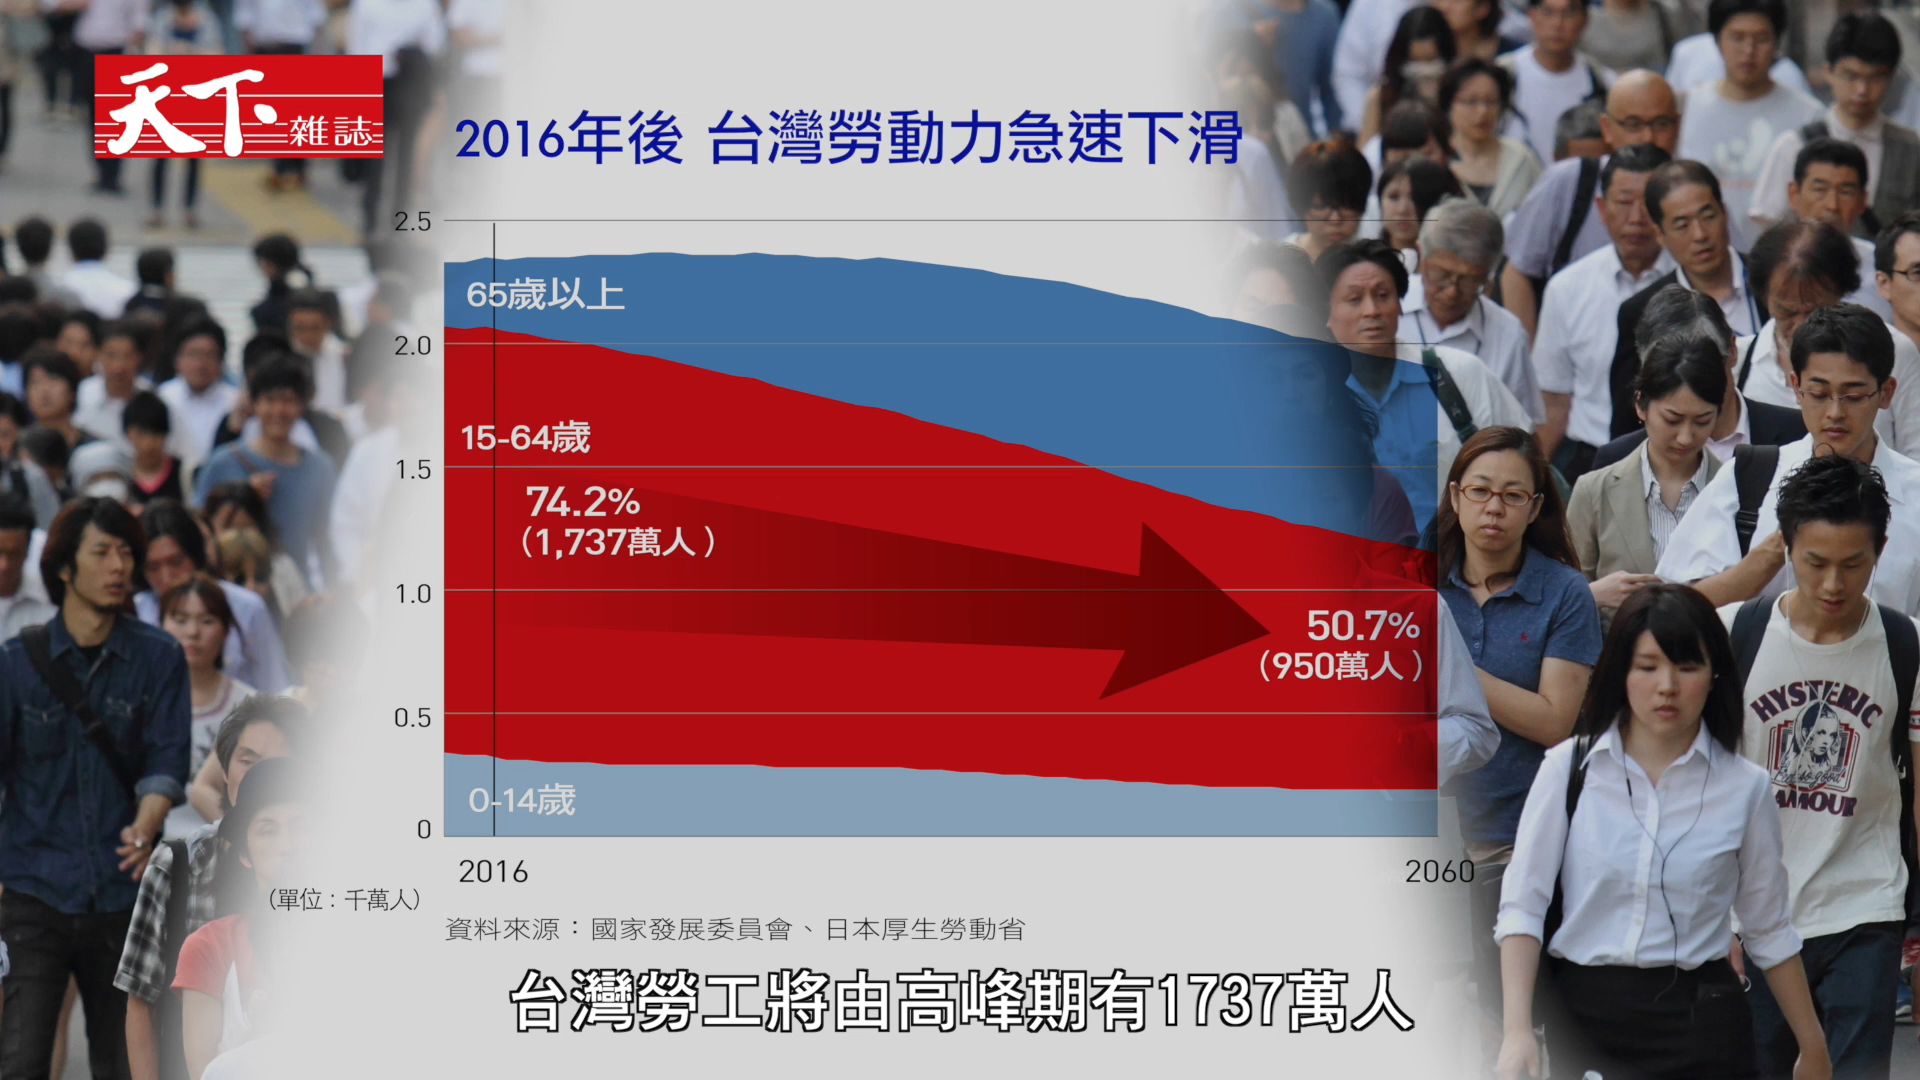 天下雜誌
2016年後 台灣勞動力急速下滑
2.5
65歲以上
2.0
15-64歲
1.5
74.2%
（1,737萬人）
1.0
50.7%
（950萬人）
0.5
0-14歲
0
2016
2060
（單位：千萬人）
資料來源：國家發展委員會、日本厚生勞動省
台灣勞工將由高峰期有1737萬人
HYSTERIC